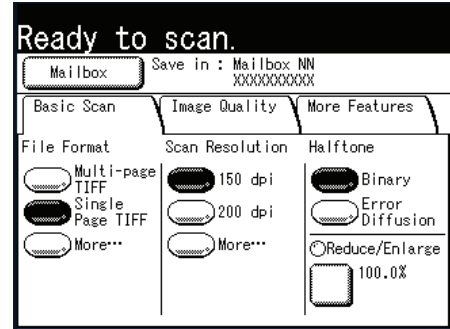 Ready to scan.
Mailbox
Save in : Mailbox NN
XXXXXXXXXX
Basic Scan
Image Quality
More Features
File Format
Multi-page
TIFF
Single
Page TIFF
More…
Scan Resolution
150 dpi
200 dpi
More…
Halftone
Binary
Error
Diffusion
Reduce/Enlarge
100.0%